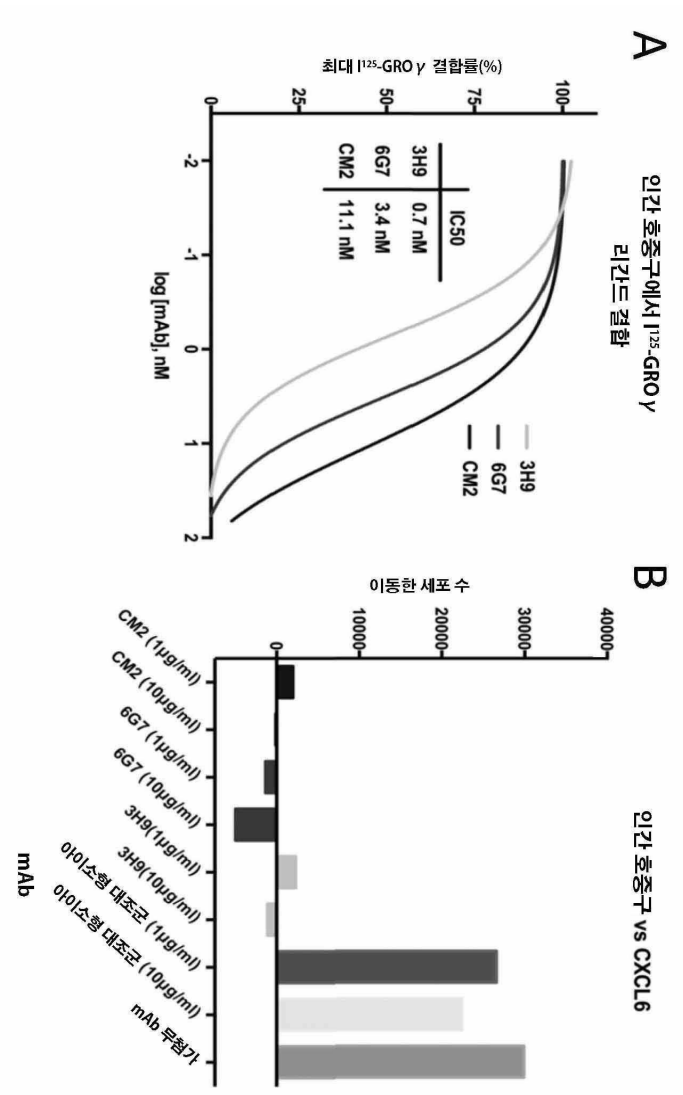 A
인간 호중구에서 I¹²⁵-GRO γ
리간드 결합
최대 I¹²⁵-GRO γ 결합률(%)
100
75
50
25
0
-2
-1
0
1
2
log [mAb], nM
IC50
3H9 0.7 nM
6G7 3.4 nM
CM2 11.1 nM
3H9
6G7
CM2
B
인간 호중구 vs CXCL6
이동한 세포 수
40000
30000
20000
10000
0
CM2 (1µg/ml)
CM2 (10µg/ml)
6G7 (1µg/ml)
6G7 (10µg/ml)
3H9(1µg/ml)
3H9(10µg/ml)
아이소형 대조군 (1µg/ml)
아이소형 대조군 (10µg/ml)
mAb 무첨가
mAb